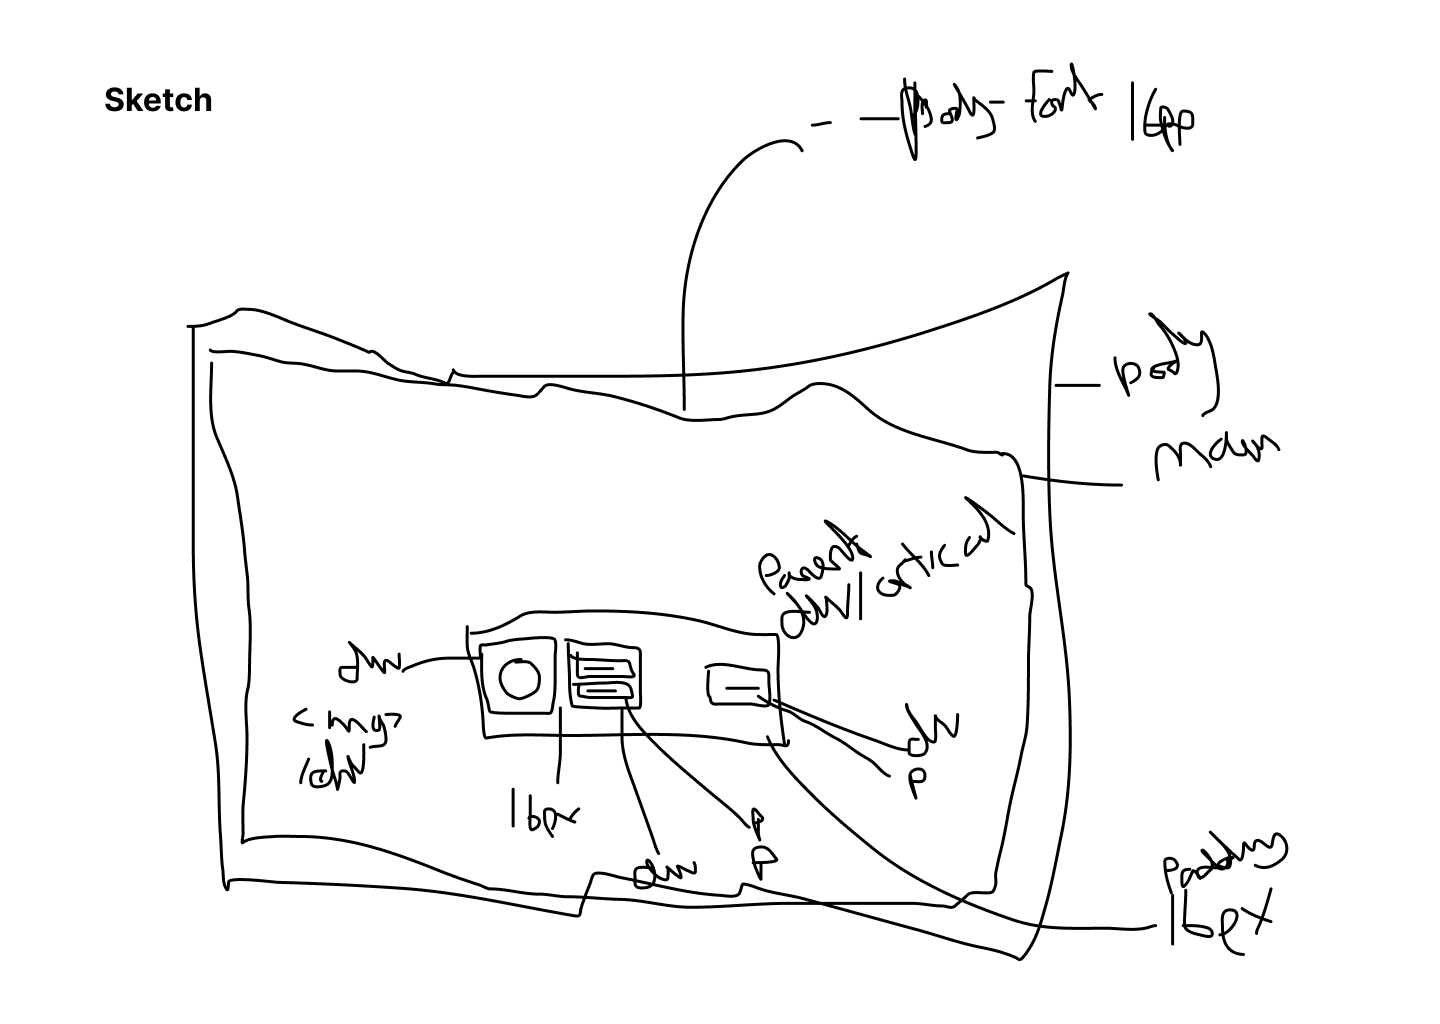 Sketch
Body - Font 16px
body
main
Parent
div/artical
div
<img>
/div
16px
div
P
P
div
P
Padding
16px